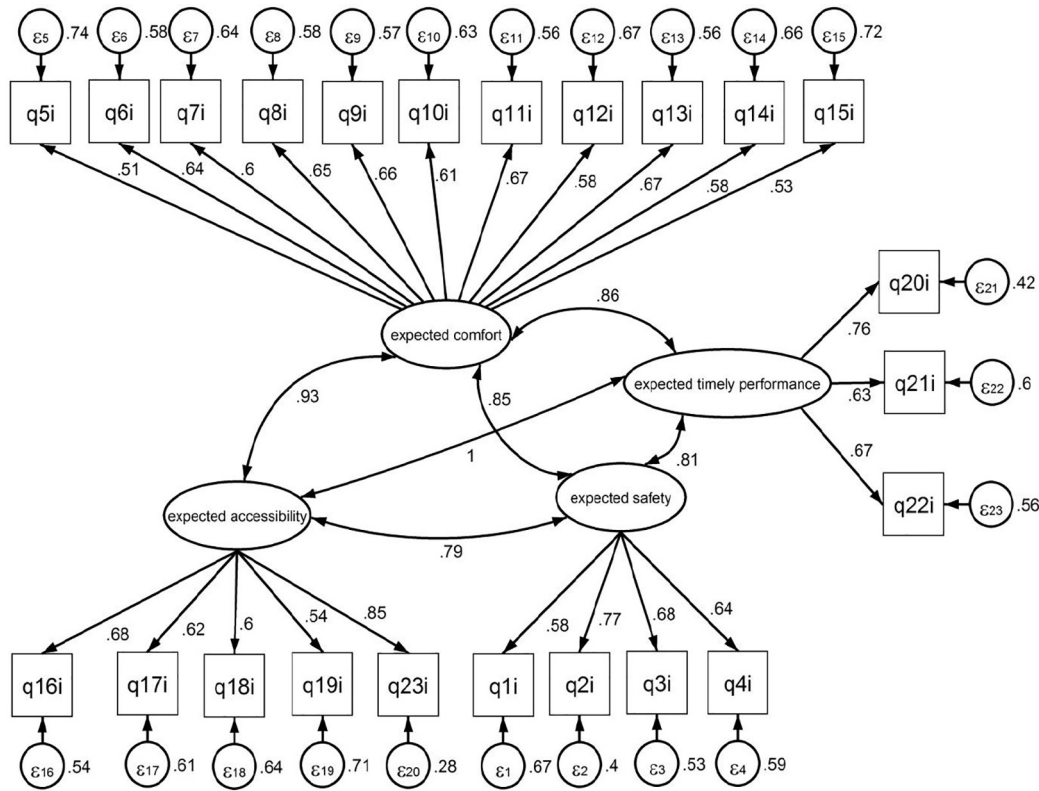 ε5 .74 ε6 .58 ε7 .64 ε8 .58 ε9 .57 ε10 .63 ε11 .56 ε12 .67 ε13 .56 ε14 .66 ε15 .72
q5i q6i q7i q8i q9i q10i q11i q12i q13i q14i q15i
.51 .64 .6 .65 .66 .61 .67 .58 .67 .58 .53
q20i ε21 .42
.86
.76
expected comfort
expected timely performance
q21i ε22 .6
.63
.93
.85
.67
1
.81
expected safety
q22i ε23 .56
expected accessibility
.79
.68 .62 .6 .54 .85
.58 .77 .68 .64
q16i q17i q18i q19i q23i q1i q2i q3i q4i
ε16 .54 ε17 .61 ε18 .64 ε19 .71 ε20 .28 ε1 .67 ε2 .4 ε3 .53 ε4 .59